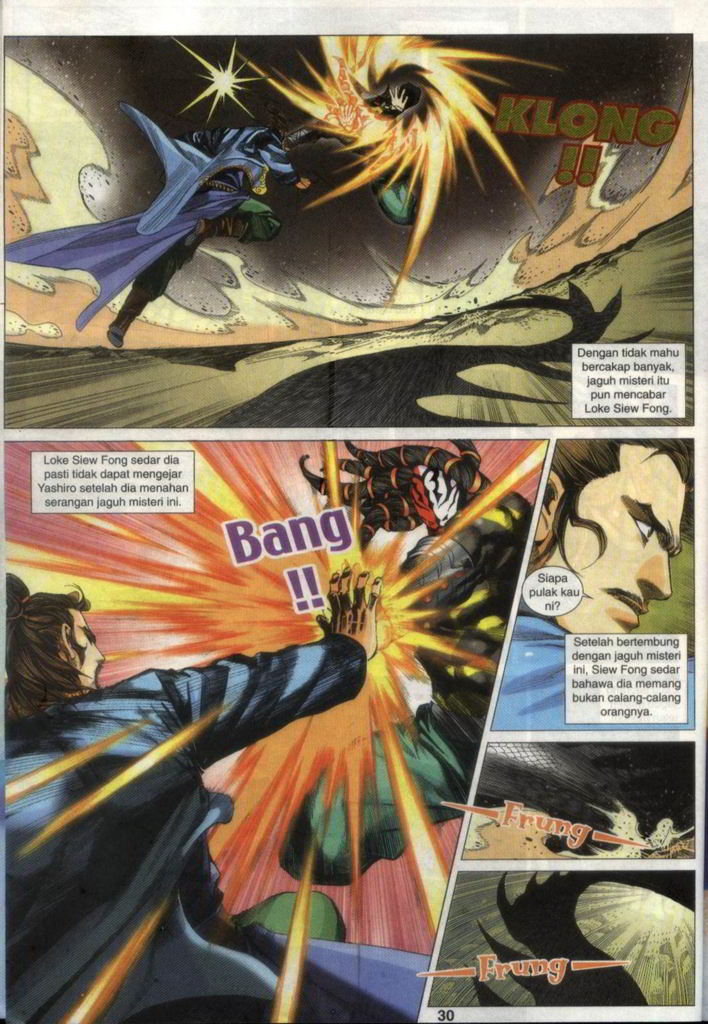 KLONG
!!
Dengan tidak mahu
bercakap banyak,
jaguh misteri itu
pun mencabar
Loke Siew Fong.
Loke Siew Fong sedar dia
pasti tidak dapat mengejar
Yashiro setelah dia menahan
serangan jaguh misteri ini.
Bang
!!
Siapa
pulak kau
ni?
Setelah bertembung
dengan jaguh misteri
ini, Siew Fong sedar
bahawa dia memang
bukan calang-calang
orangnya.
Frung
Frung
30